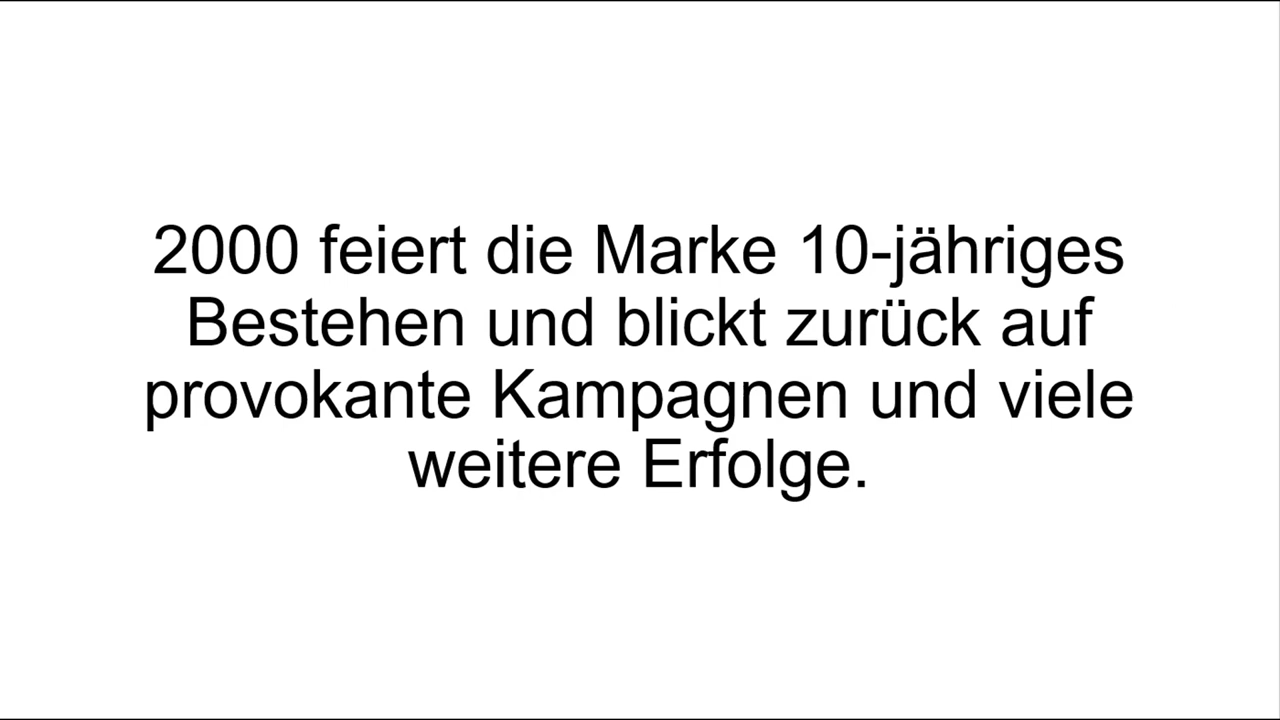 2000 feiert die Marke 10-jähriges
Bestehen und blickt zurück auf
provokante Kampagnen und viele
weitere Erfolge.